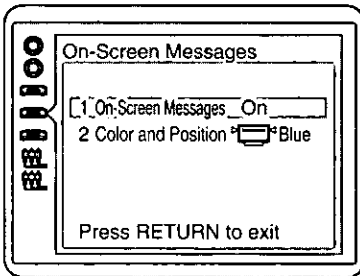 On-Screen Messages
1 On-Screen Messages On
2 Color and Position Blue
Press RETURN to exit